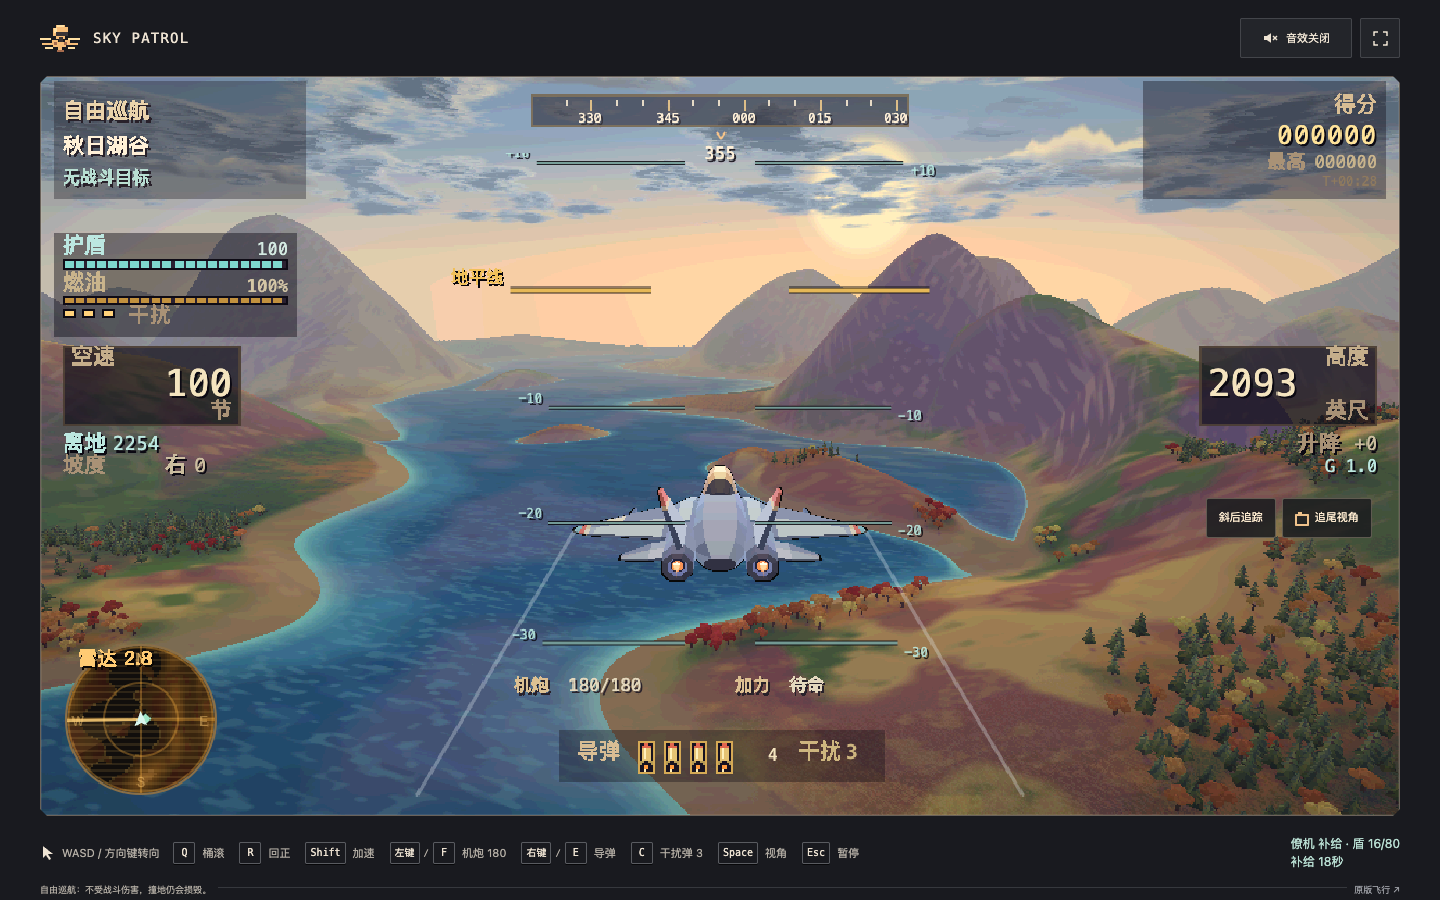 SKY PATROL
音效关闭
自由巡航
秋日湖谷
无战斗目标
330 345 000 015 030
355
+10 +10
得分
000000
最高 000000
T+00:28
护盾 100
燃油 100%
干扰
地平线
空速
100
节
离地 2254
坡度 右 0
高度
2093
英尺
升降 +0
G 1.0
-10 -10
-20 -20
-30 -30
斜后追踪 追尾视角
雷达 2.8
W E
S
机炮 180/180 加力 待命
导弹 4 干扰 3
WASD / 方向键转向 Q 桶滚 R 回正 Shift 加速 左键 / F 机炮 180 右键 / E 导弹 C 干扰弹 3 Space 视角 Esc 暂停
僚机 补给 · 盾 16/80
补给 18秒
自由巡航：不受战斗伤害，撞地仍会损毁。
原版飞行 ↗